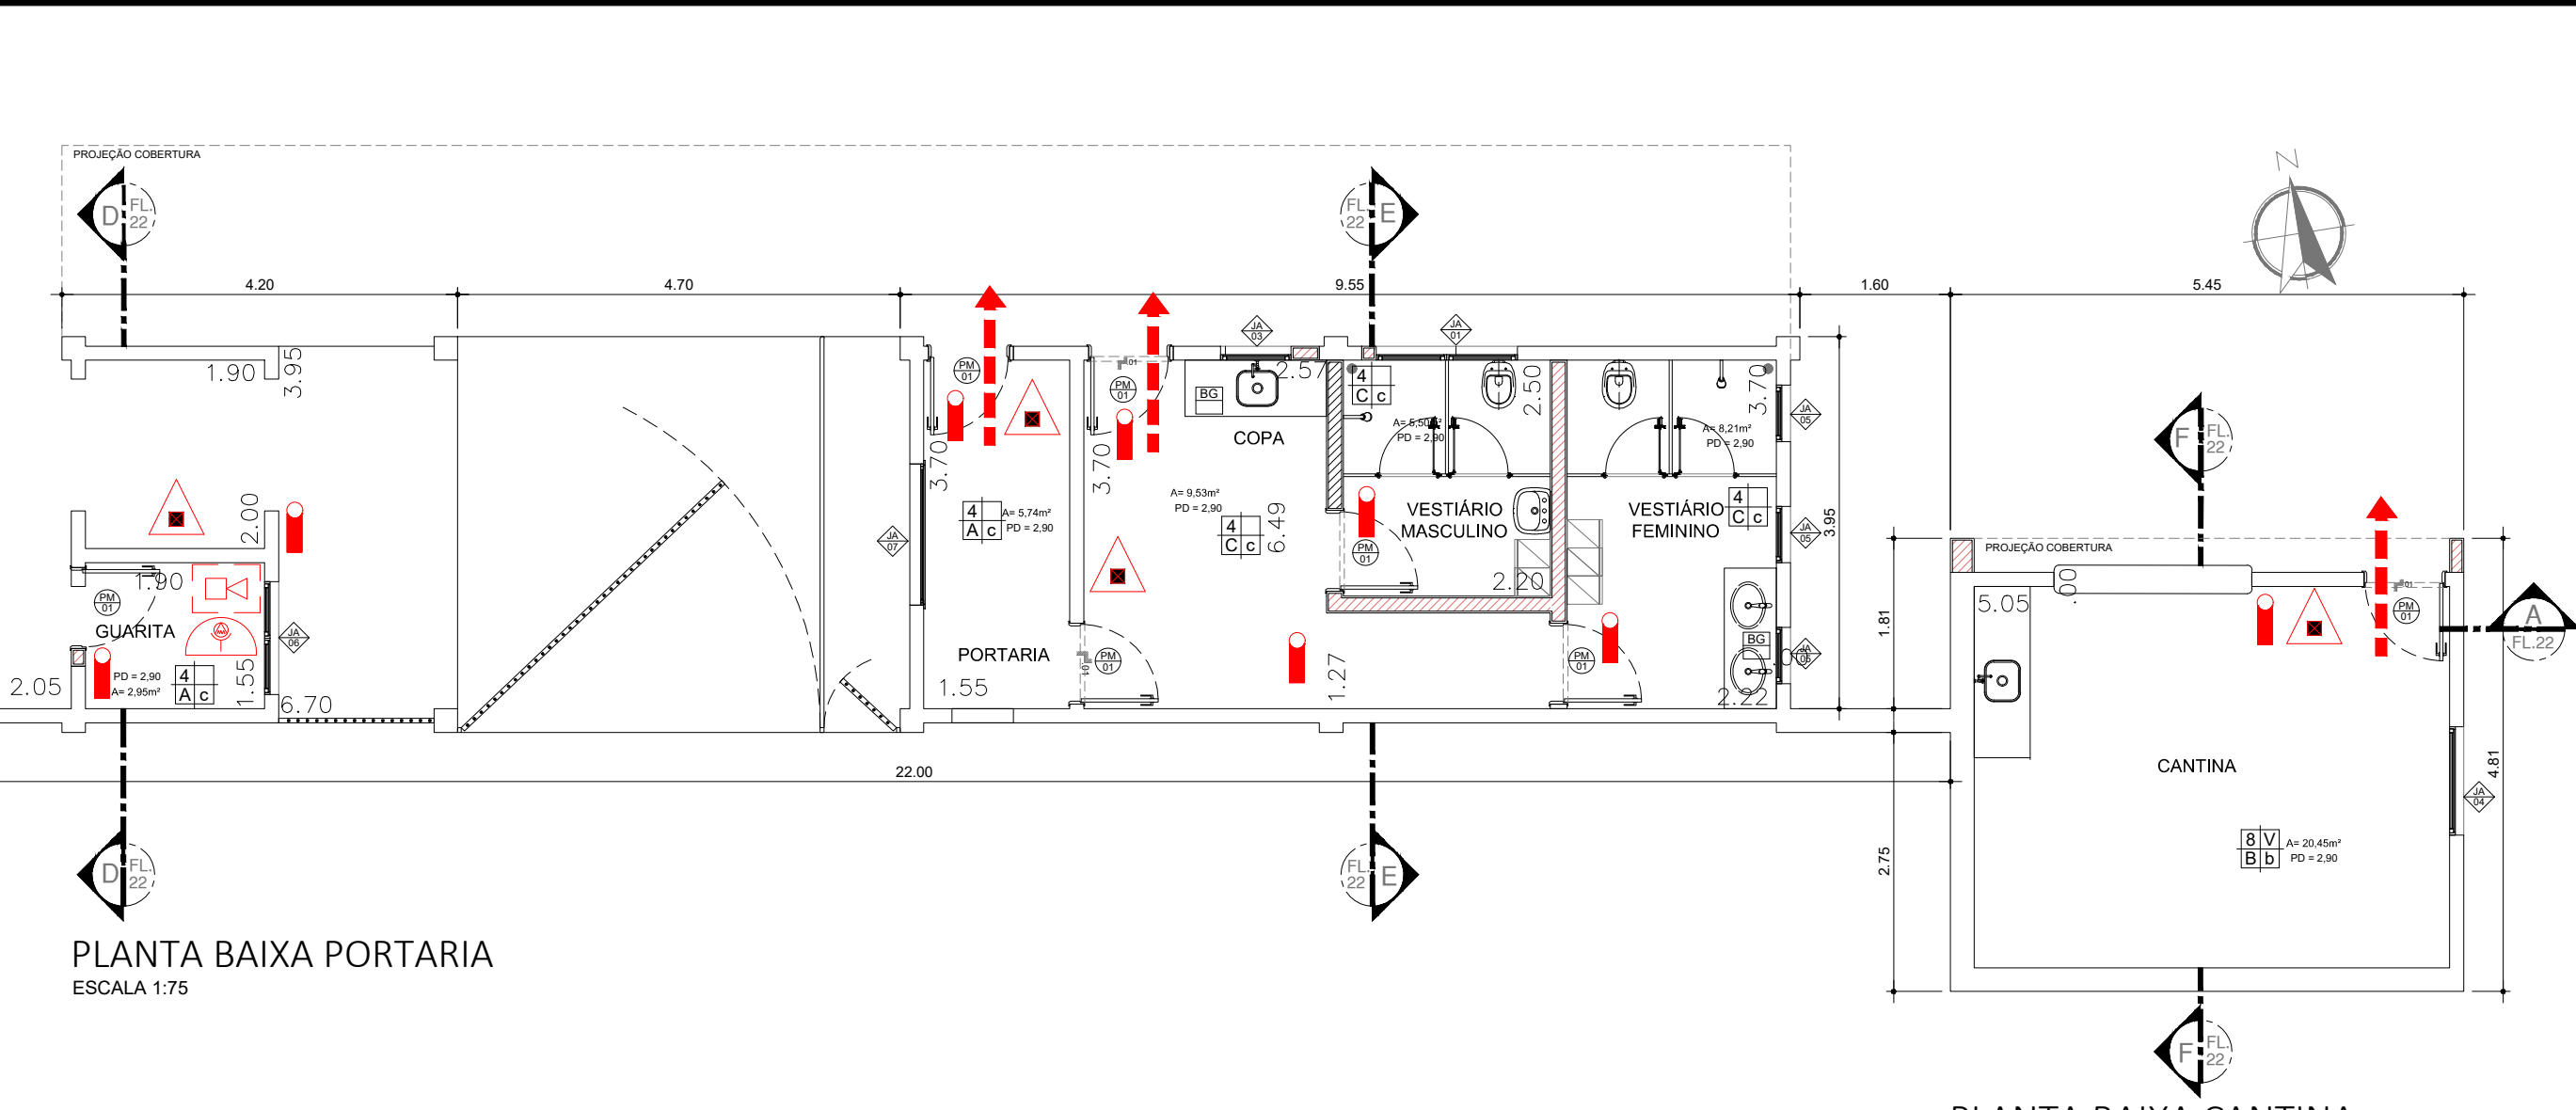 PROJEÇÃO COBERTURA
N
D FL. 22
FL. 22 E
4.20
4.70
9.55
1.60
5.45
JA 03
JA 01
1.90
3.95
PM 01
PM 01
BG
2.57
4 C c
2.50
3.70
JA 05
COPA
A= 5,50m²
PD = 2,90
A= 8,21m²
PD = 2,90
F FL. 22
3.70
3.70
2.00
4 A c
A= 5,74m²
PD = 2,90
A= 9,53m²
PD = 2,90
4 C c
6.49
VESTIÁRIO
MASCULINO
VESTIÁRIO
FEMININO
4 C c
JA 07
PM 01
JA 05
3.95
PROJEÇÃO COBERTURA
1.90
2.20
PM 01
GUARITA
JA 06
5.05
.00
PM 01
A FL.22
1.81
BG
JA 05
PORTARIA
PM 01
PM 01
2.05
PD = 2,90
A= 2,95m²
4 A c
1.55
6.70
1.55
1.27
2.22
22.00
CANTINA
4.81
JA 04
8 V B b
A= 20,45m²
PD = 2,90
2.75
D FL. 22
FL. 22 E
PLANTA BAIXA PORTARIA
ESCALA 1:75
F FL. 22
PLANTA BAIXA CANTINA